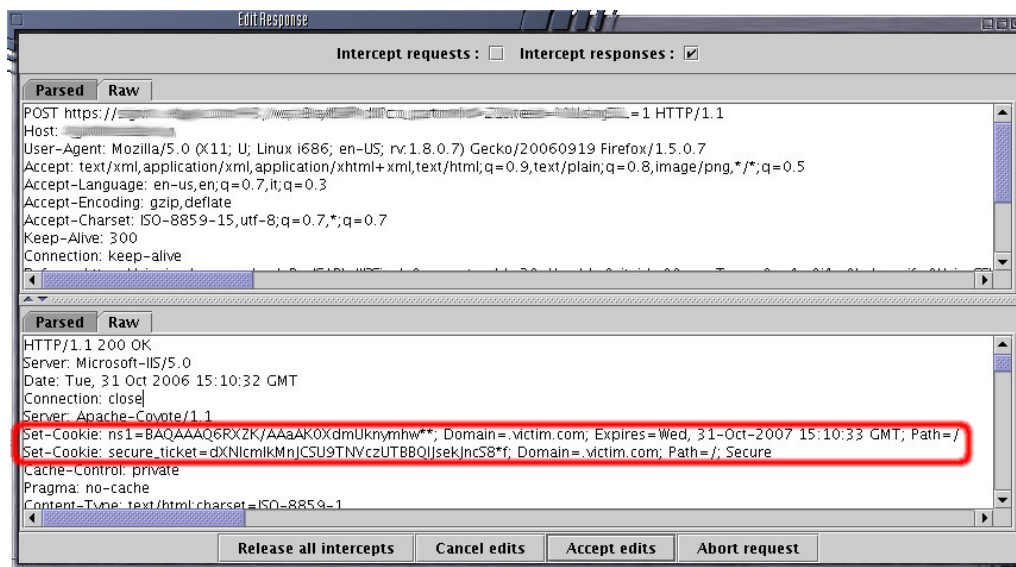 Edit Response
Intercept requests : Intercept responses :
Parsed Raw
POST https:// =1 HTTP/1.1
Host:
User-Agent: Mozilla/5.0 (X11; U; Linux i686; en-US; rv:1.8.0.7) Gecko/20060919 Firefox/1.5.0.7
Accept: text/xml,application/xml,application/xhtml+xml,text/html;q=0.9,text/plain;q=0.8,image/png,*/*;q=0.5
Accept-Language: en-us,en;q=0.7,it;q=0.3
Accept-Encoding: gzip,deflate
Accept-Charset: ISO-8859-15,utf-8;q=0.7,*;q=0.7
Keep-Alive: 300
Connection: keep-alive
Parsed Raw
HTTP/1.1 200 OK
Server: Microsoft-IIS/5.0
Date: Tue, 31 Oct 2006 15:10:32 GMT
Connection: close
Server: Apache-Coyote/1.1
Set-Cookie: ns1=BAQAAAQ6RXZK/AAaAK0XdmUknymhw**; Domain=.victim.com; Expires=Wed, 31-Oct-2007 15:10:33 GMT; Path=/
Set-Cookie: secure_ticket=dXNlcmlkMnJCSU9TNVczUTBBQlJsekJncS8*f; Domain=.victim.com; Path=/; Secure
Cache-Control: private
Pragma: no-cache
Content-Type: text/html;charset=ISO-8859-1
Release all intercepts Cancel edits Accept edits Abort request